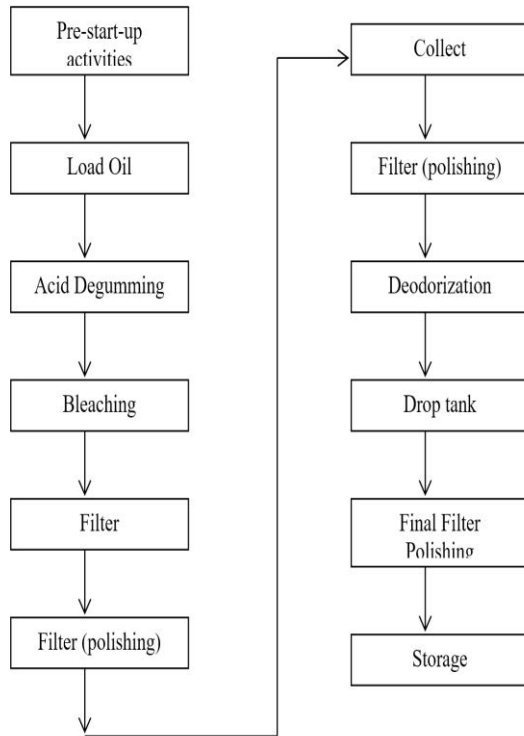 Pre-start-up
activities
Load Oil
Acid Degumming
Bleaching
Filter
Filter (polishing)
Collect
Filter (polishing)
Deodorization
Drop tank
Final Filter
Polishing
Storage